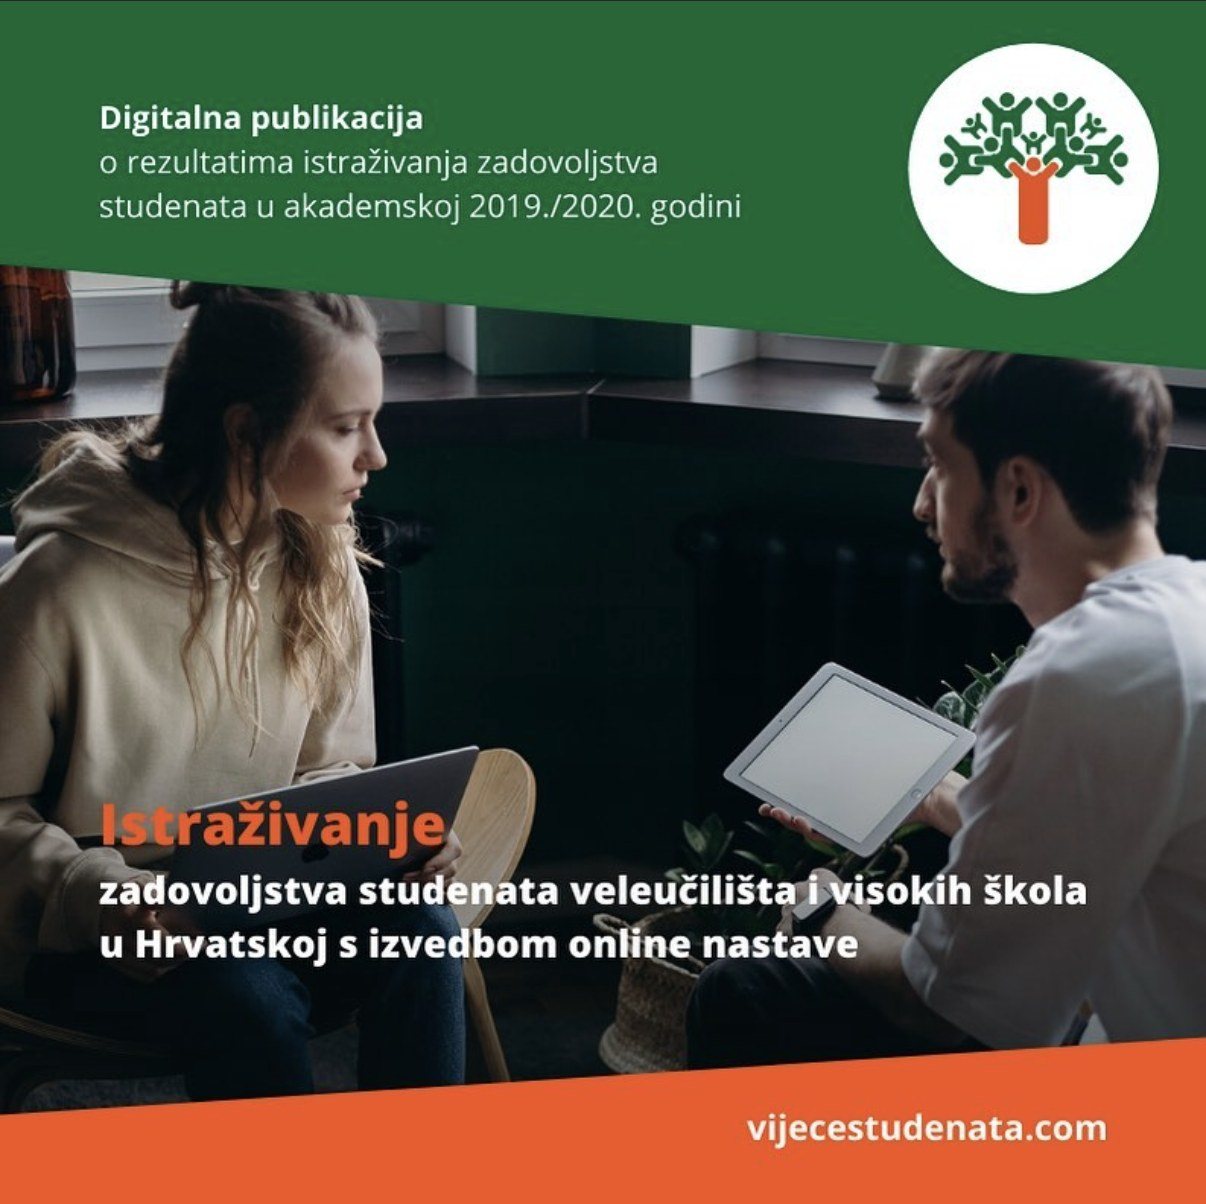 Digitalna publikacija
o rezultatima istraživanja zadovoljstva
studenata u akademskoj 2019./2020. godini
Istraživanje
zadovoljstva studenata veleučilišta i visokih škola
u Hrvatskoj s izvedbom online nastave
vijecestudenata.com